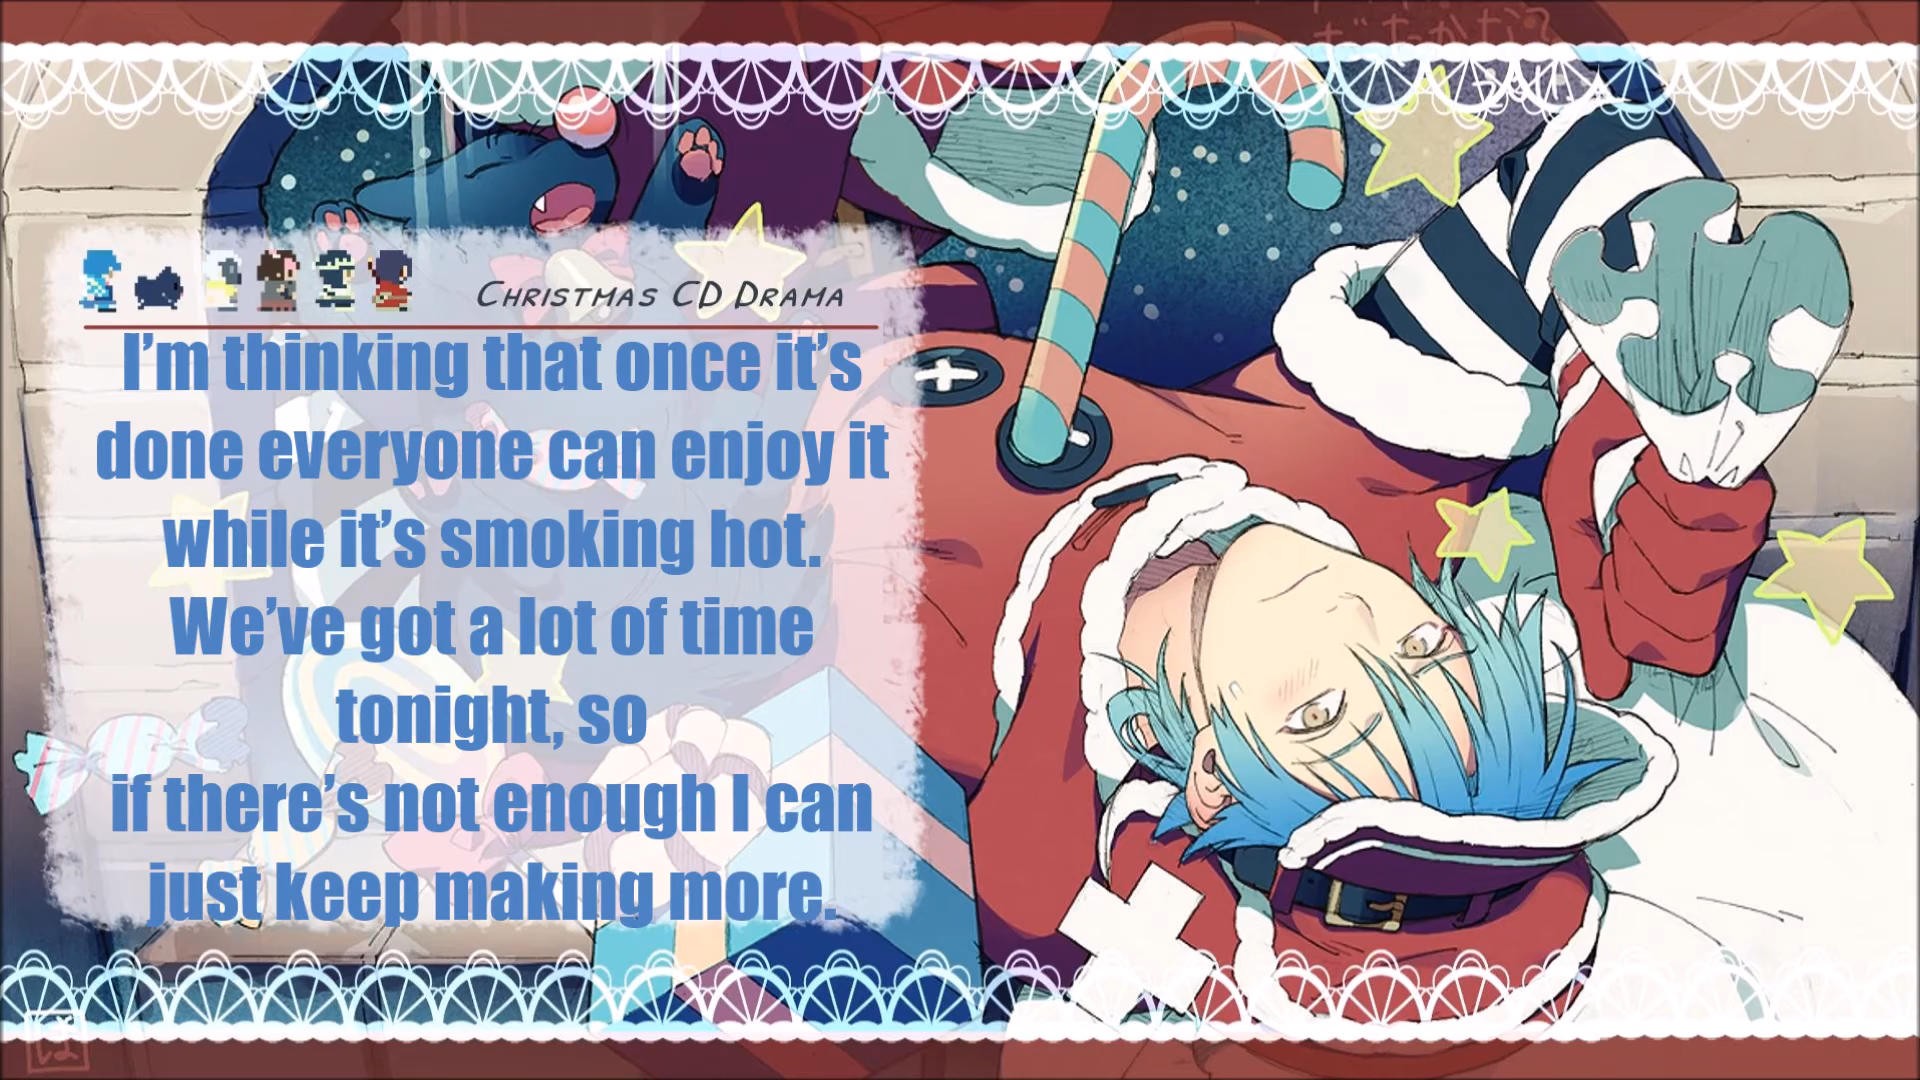 Christmas CD Drama
I'm thinking that once it's
done everyone can enjoy it
while it's smoking hot.
We've got a lot of time
tonight, so
if there's not enough I can
just keep making more.